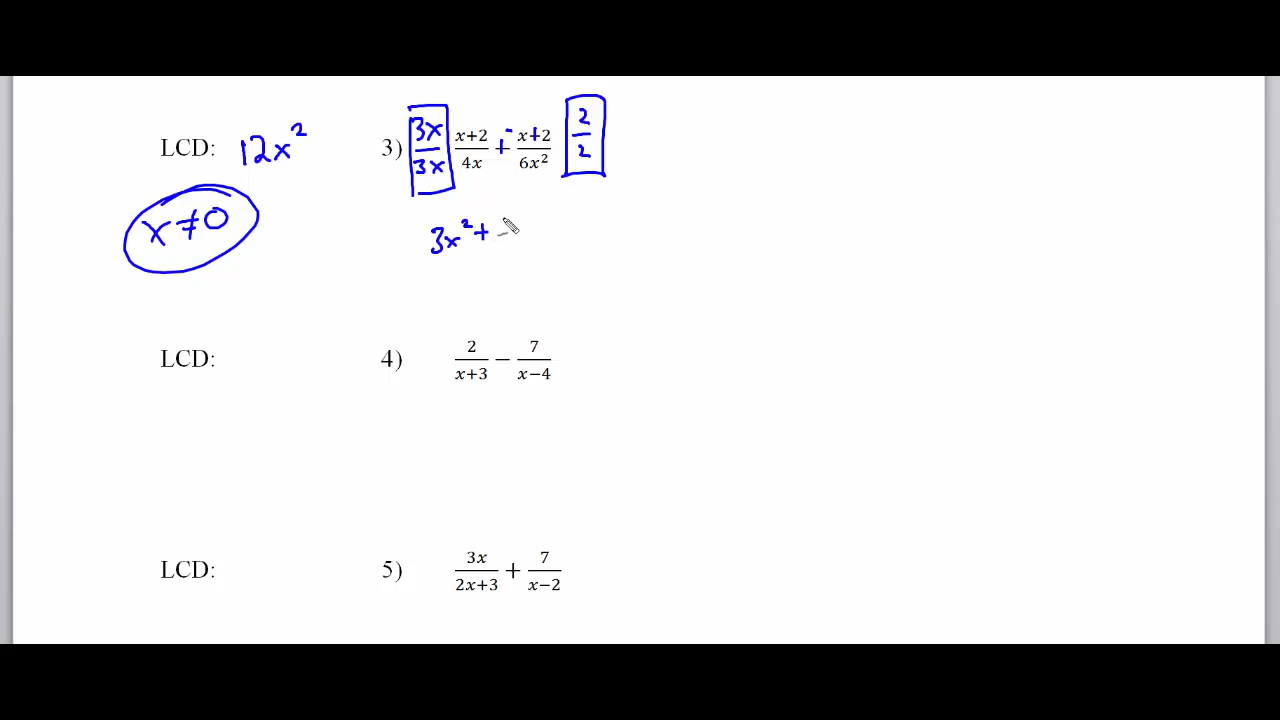 LCD: 12x² 3) 3x/3x (x+2)/(4x) + (-x+2)/(6x²) 2/2
x≠0 3x² +
LCD: 4) 2/(x+3) − 7/(x−4)
LCD: 5) 3x/(2x+3) + 7/(x−2)